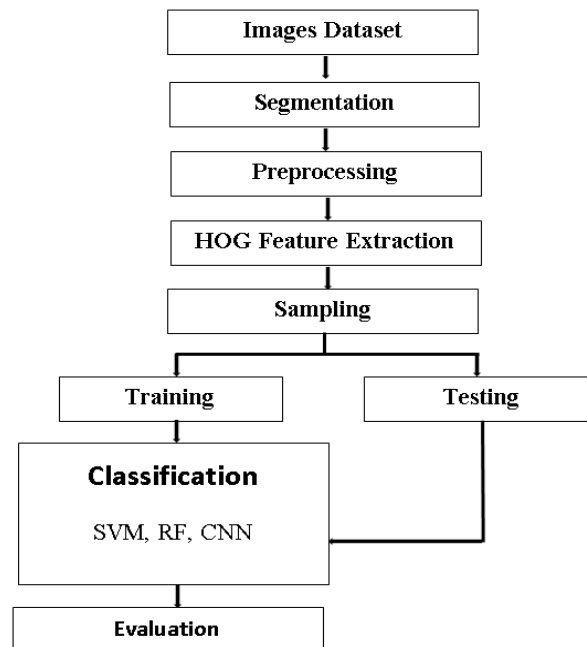 Images Dataset
Segmentation
Preprocessing
HOG Feature Extraction
Sampling
Training
Testing
Classification
SVM, RF, CNN
Evaluation